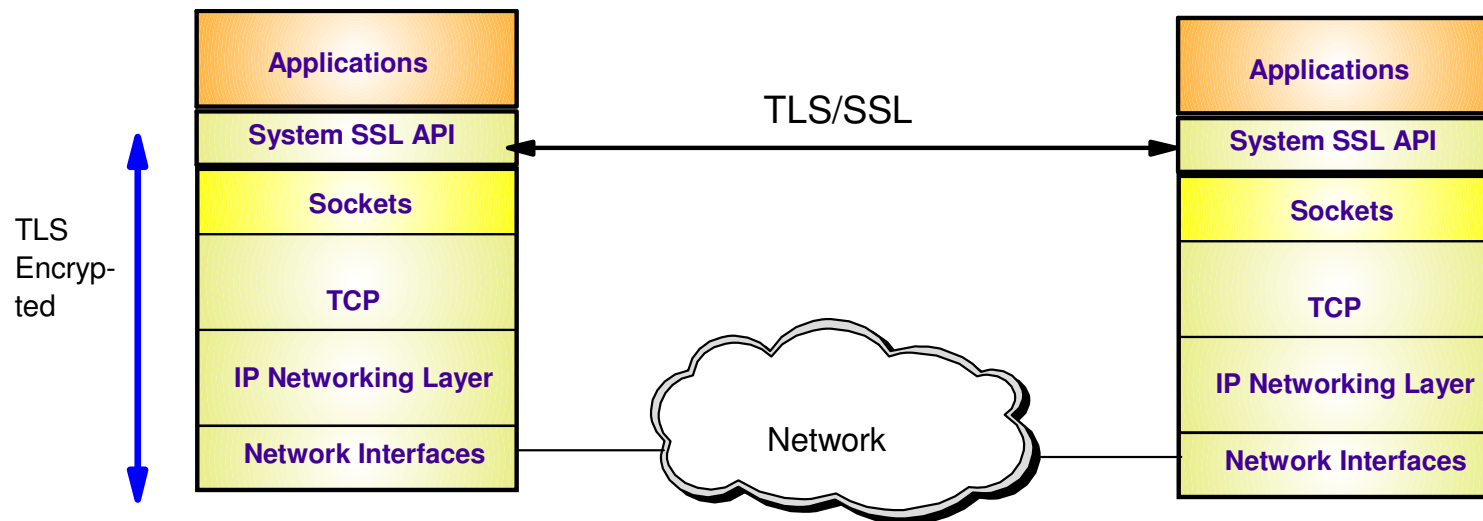 Applications
System SSL API
Sockets
TCP
IP Networking Layer
Network Interfaces
TLS
Encryp-
ted
TLS/SSL
Network
Applications
System SSL API
Sockets
TCP
IP Networking Layer
Network Interfaces